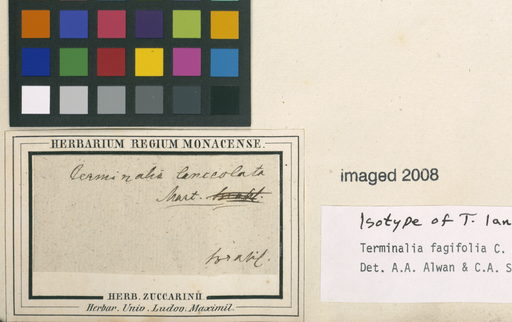 HERBARIUM REGIUM MONACENSE.
Terminalia lanceolata
Mart. Brasil.
brasil.
HERB. ZUCCARINII
Herbar. Univ. Ludov. Maximil.
imaged 2008
Isotype of T. lan
Terminalia fagifolia C.
Det. A.A. Alwan & C.A. S